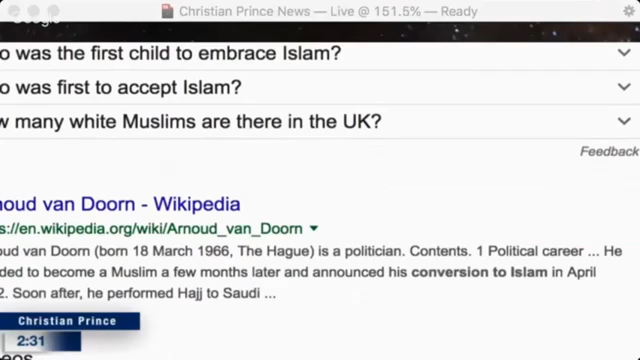 Christian Prince News — Live @ 151.5% — Ready
o was the first child to embrace Islam?
o was first to accept Islam?
w many white Muslims are there in the UK?
Feedback
noud van Doorn - Wikipedia
s://en.wikipedia.org/wiki/Arnoud_van_Doorn
oud van Doorn (born 18 March 1966, The Hague) is a politician. Contents. 1 Political career ... He
ded to become a Muslim a few months later and announced his conversion to Islam in April
2. Soon after, he performed Hajj to Saudi ...
Christian Prince
2:31